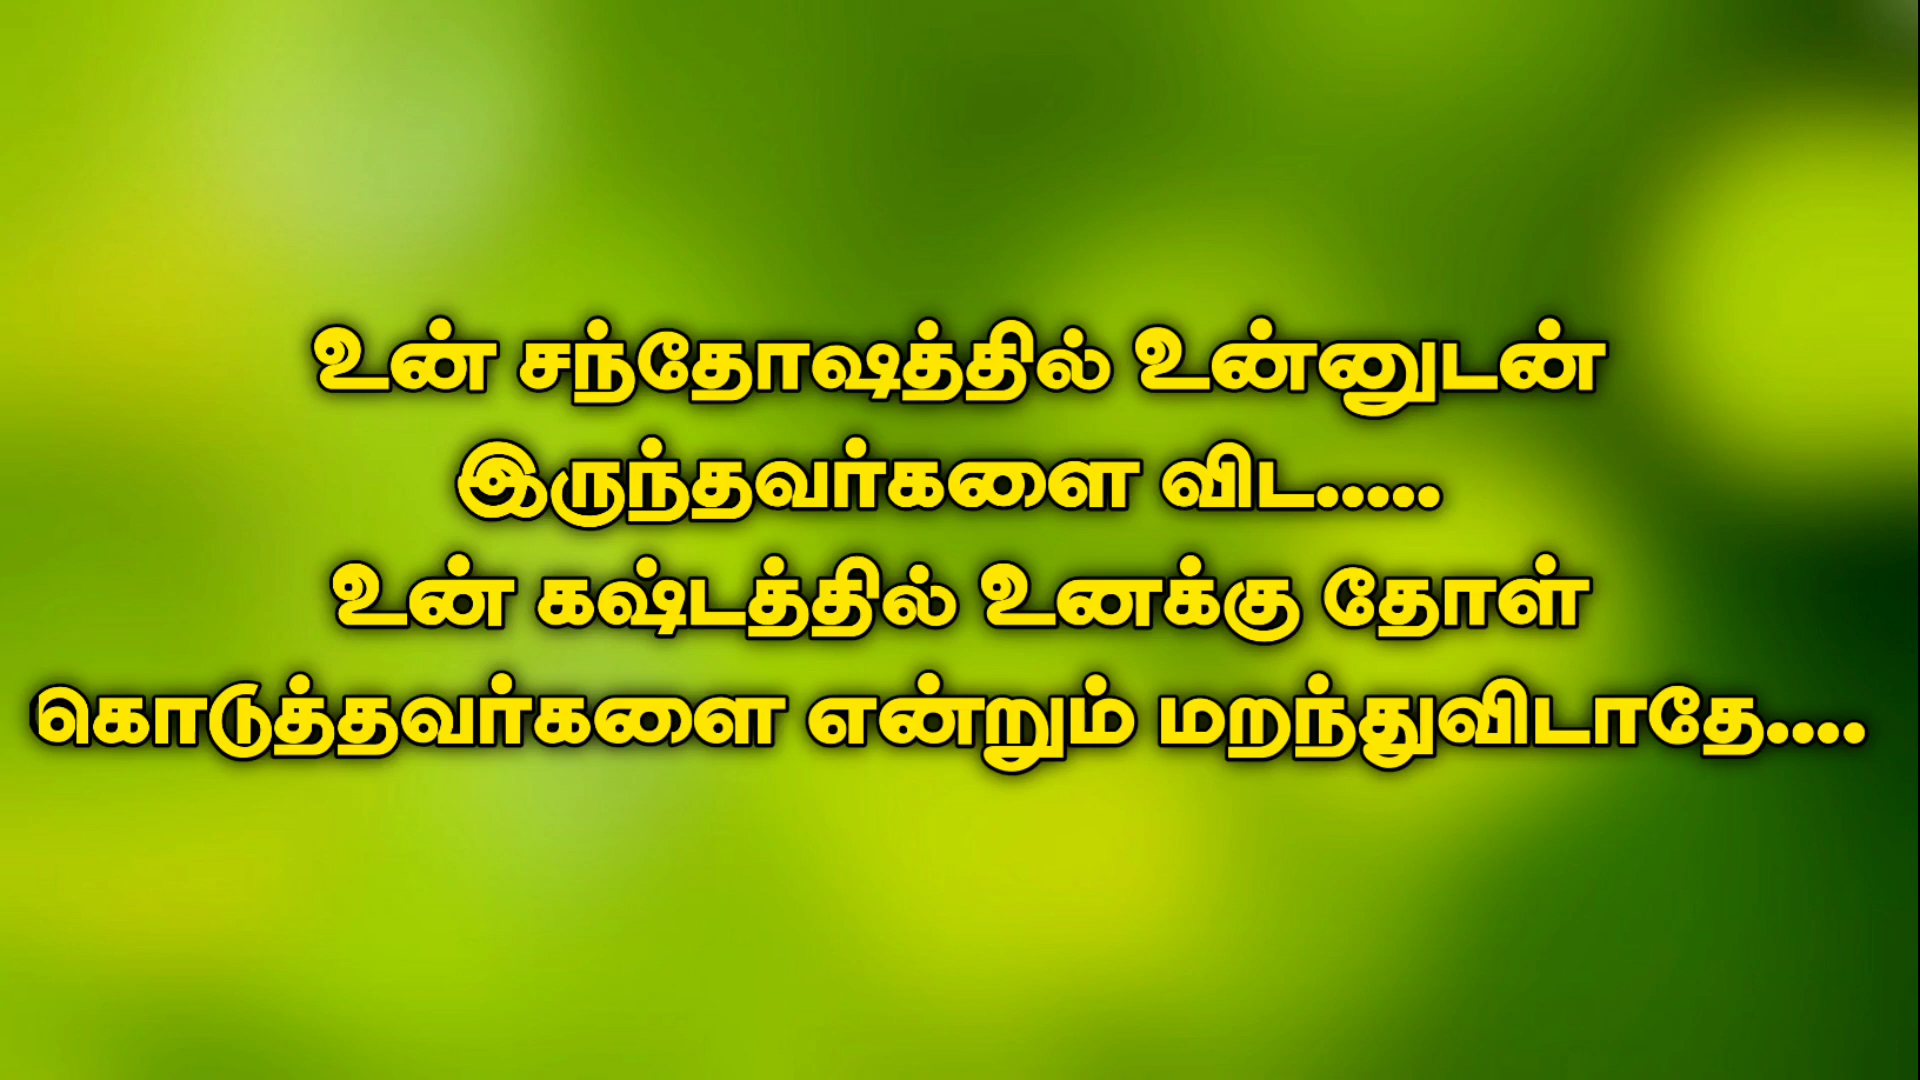 உன் சந்தோஷத்தில் உன்னுடன்
இருந்தவர்களை விட.....
உன் கஷ்டத்தில் உனக்கு தோள்
கொடுத்தவர்களை என்றும் மறந்துவிடாதே....